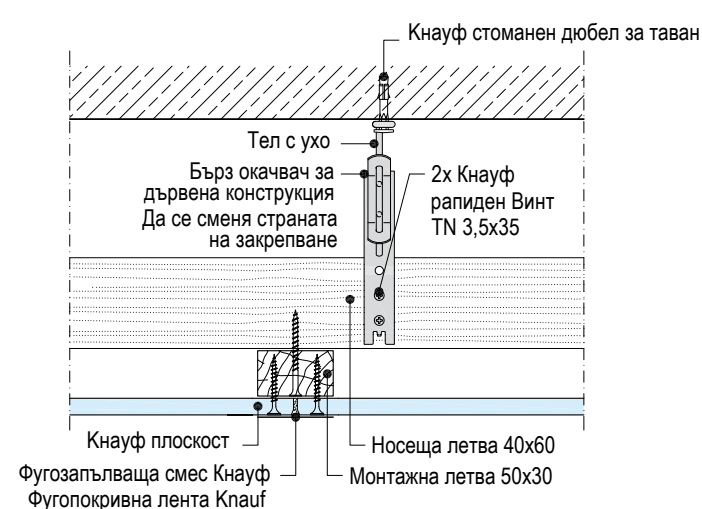 Кнауф стоманен дюбел за таван
Тел с ухо
Бърз окачвач за
дървена конструкция
Да се сменя страната
на закрепване
2x Кнауф
рапиден Винт
TN 3,5x35
Кнауф плоскост
Фугозапълваща смес Кнауф
Фугопокривна лента Knauf
Носеща летва 40x60
Монтажна летва 50x30